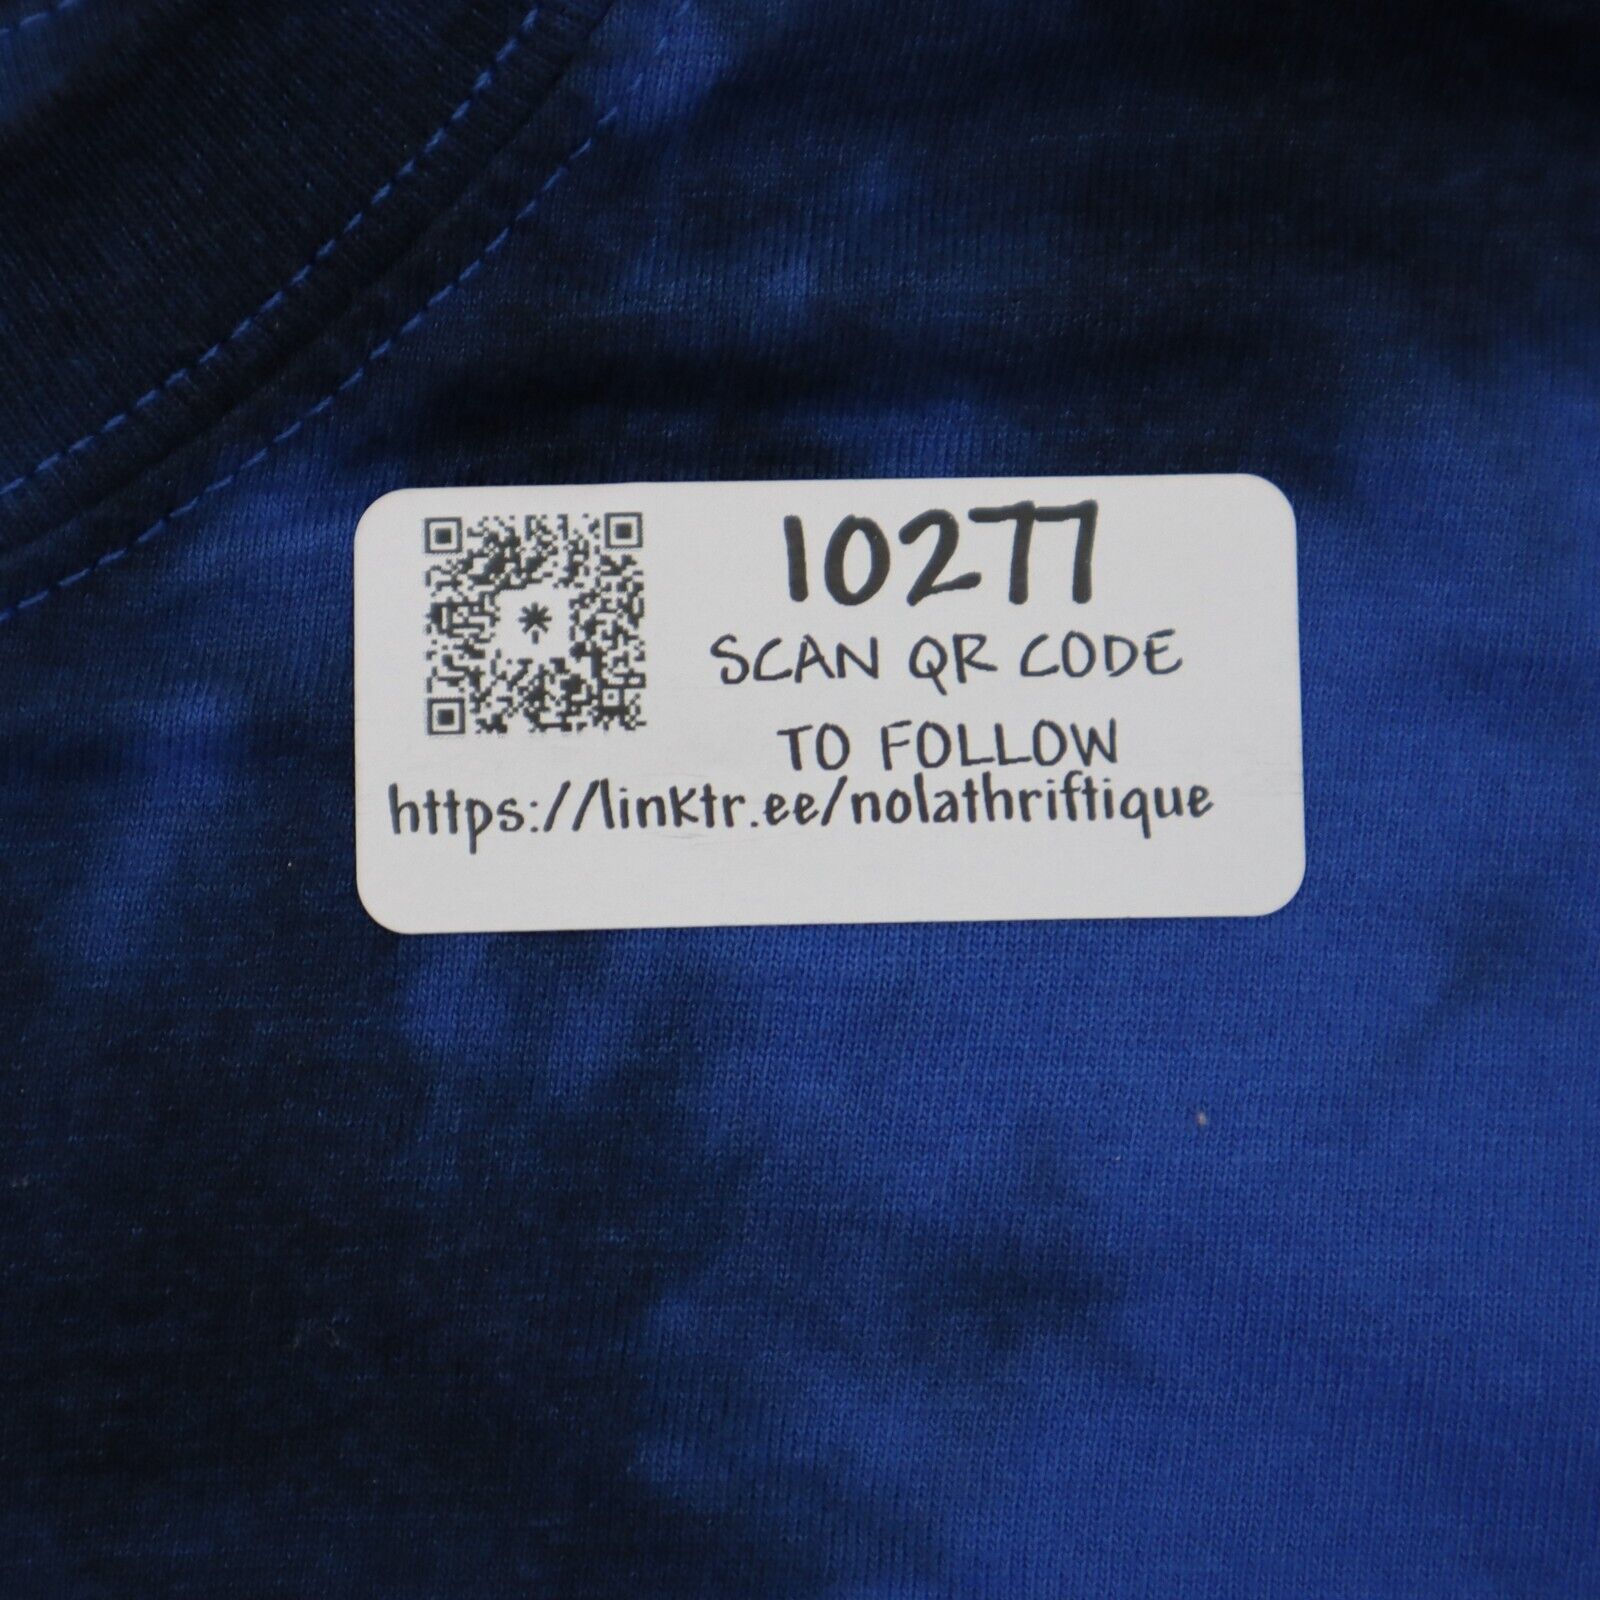 10277
SCAN QR CODE
TO FOLLOW
https://linktr.ee/nolathriftique